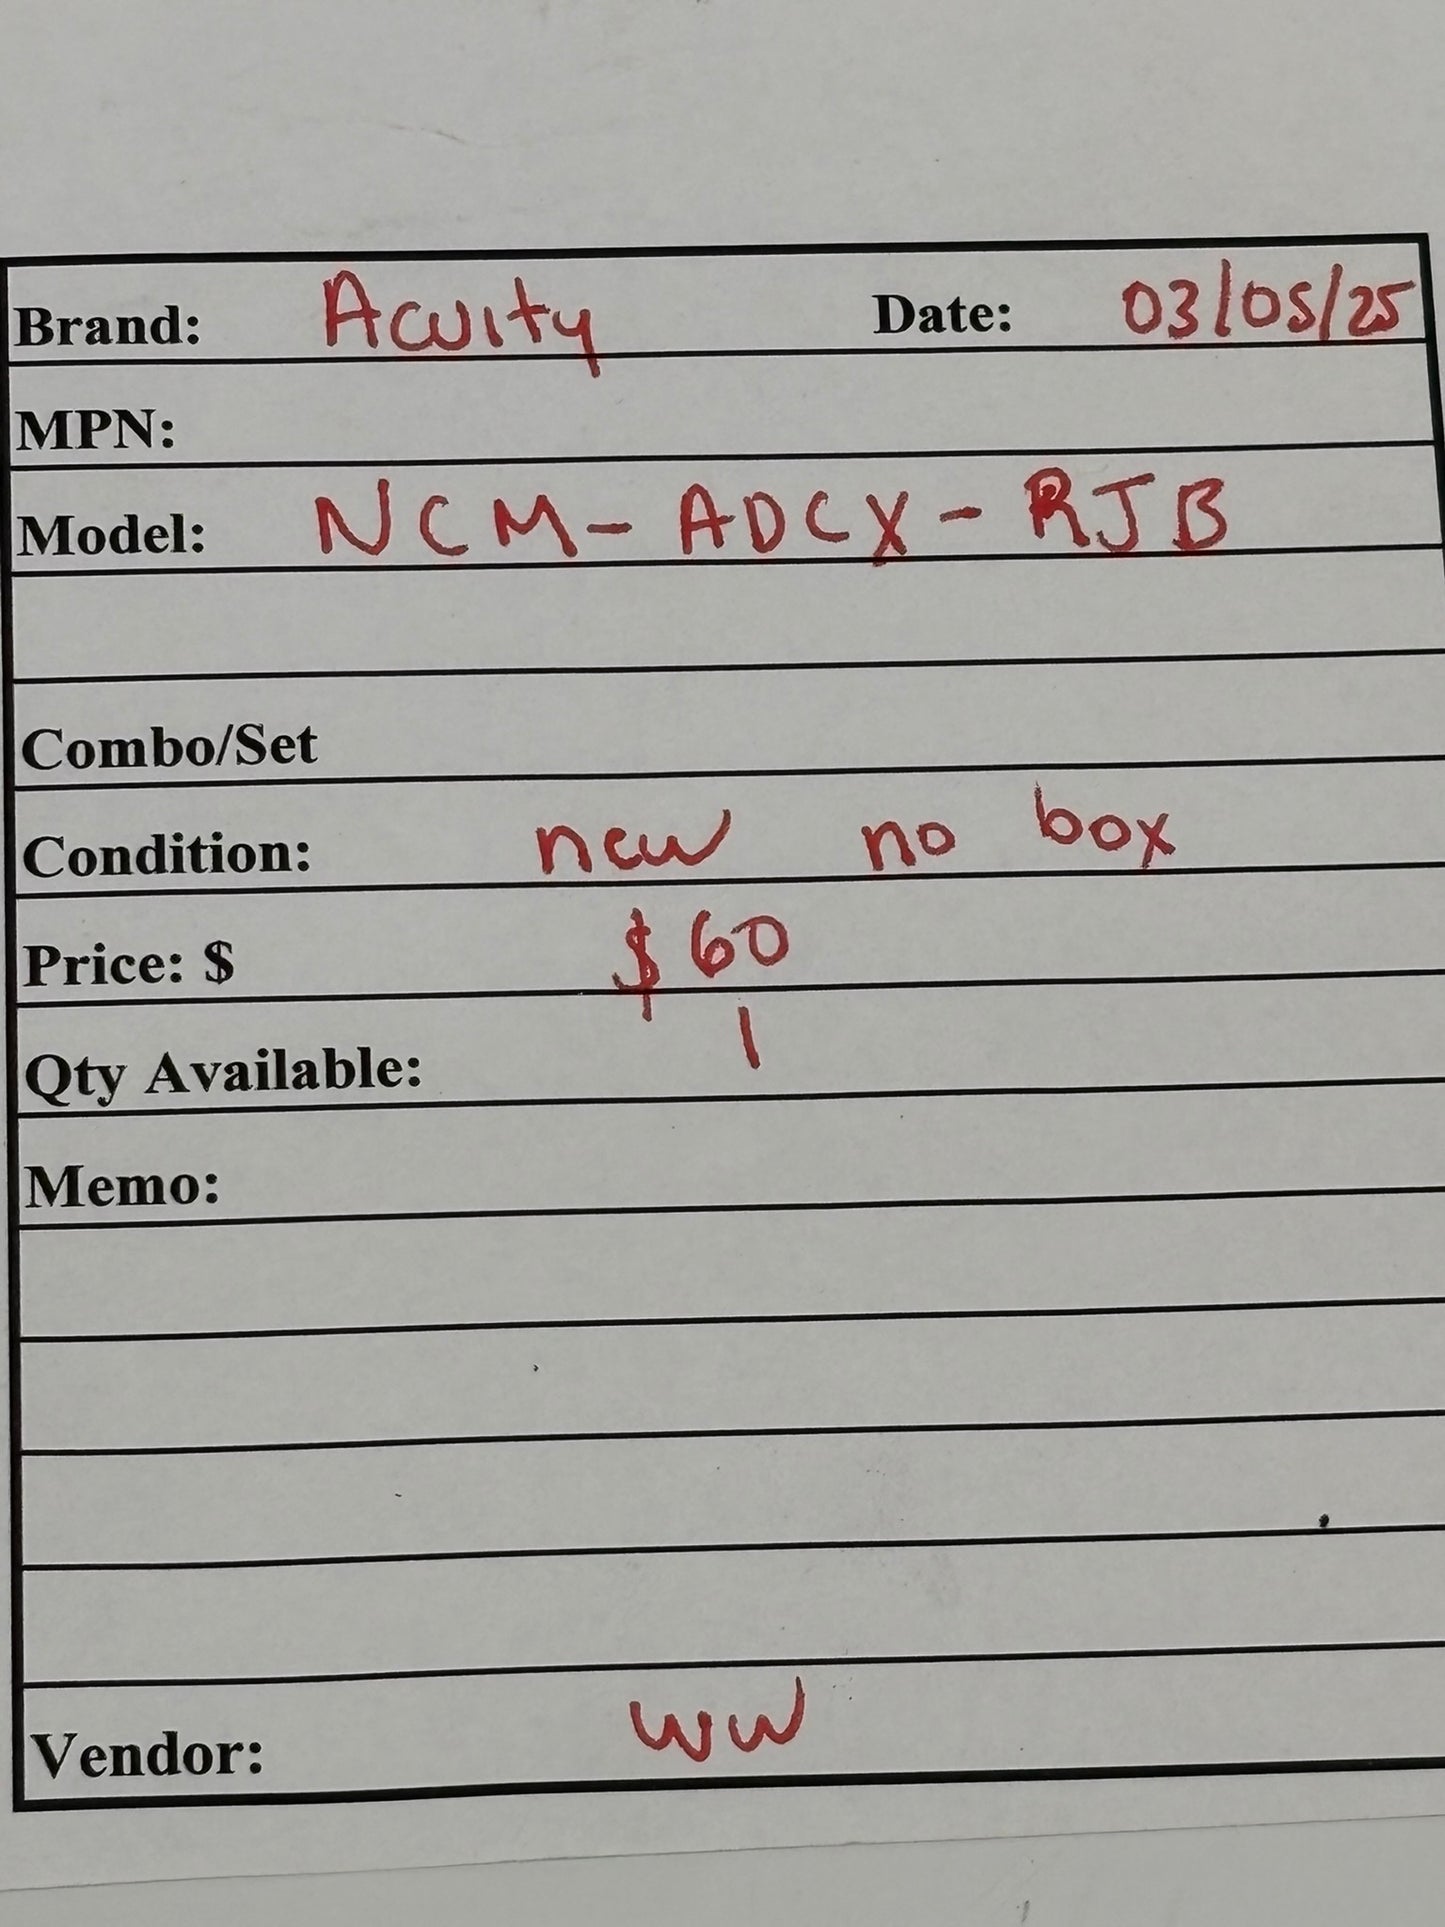 Brand: Acuity Date: 03/05/25
MPN:
Model: NCM-ADCX-RJB
Combo/Set
Condition: new no box
Price: $ $60
Qty Available: 1
Memo:
Vendor: WW